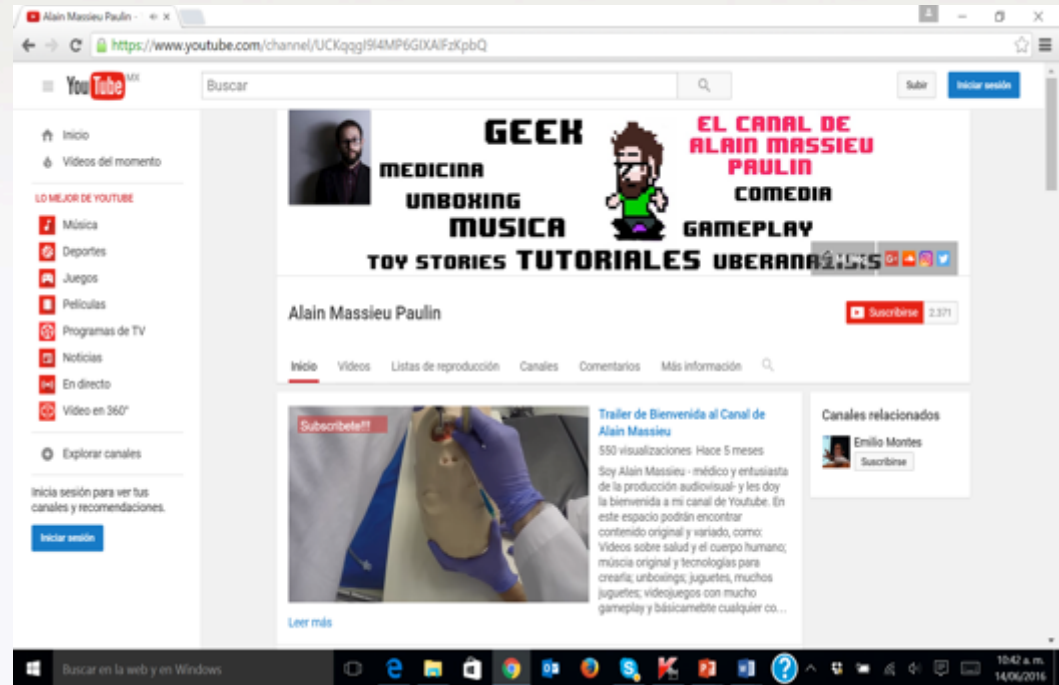 Alain Massieu Paulin -
https://www.youtube.com/channel/
YouTube MX
Buscar
Subir
Iniciar sesión
Inicio
Vídeos del momento
LO MEJOR DE YOUTUBE
Música
Deportes
Juegos
Películas
Programas de TV
Noticias
En directo
Vídeo en 360°
Explorar canales
Inicia sesión para ver tus
canales y recomendaciones.
Iniciar sesión
GEEK
MEDICINA
UNBOXING
MUSICA
TOY STORIES TUTORIALES
EL CANAL DE
ALAIN MASSIEU
PAULIN
COMEDIA
GAMEPLAY
UBERANALISIS
Alain Massieu Paulin
Suscribirse 2.371
Inicio Vídeos Listas de reproducción Canales Comentarios Más información
Subscribete!!!
Trailer de Bienvenida al Canal de
Alain Massieu
550 visualizaciones Hace 5 meses
Soy Alain Massieu - médico y entusiasta
de la producción audiovisual- y les doy
la bienvenida a mi canal de Youtube. En
este espacio podrán encontrar
contenido original y variado, como:
Vídeos sobre salud y el cuerpo humano;
múscia original y tecnologías para
crearla; unboxings; juguetes, muchos
juguetes; videojuegos con mucho
gameplay y básicamebte cualquier co...
Leer más
Canales relacionados
Emilio Montes
Suscribirse
Buscar en la web y en Windows
10:42 a. m.
14/06/2016